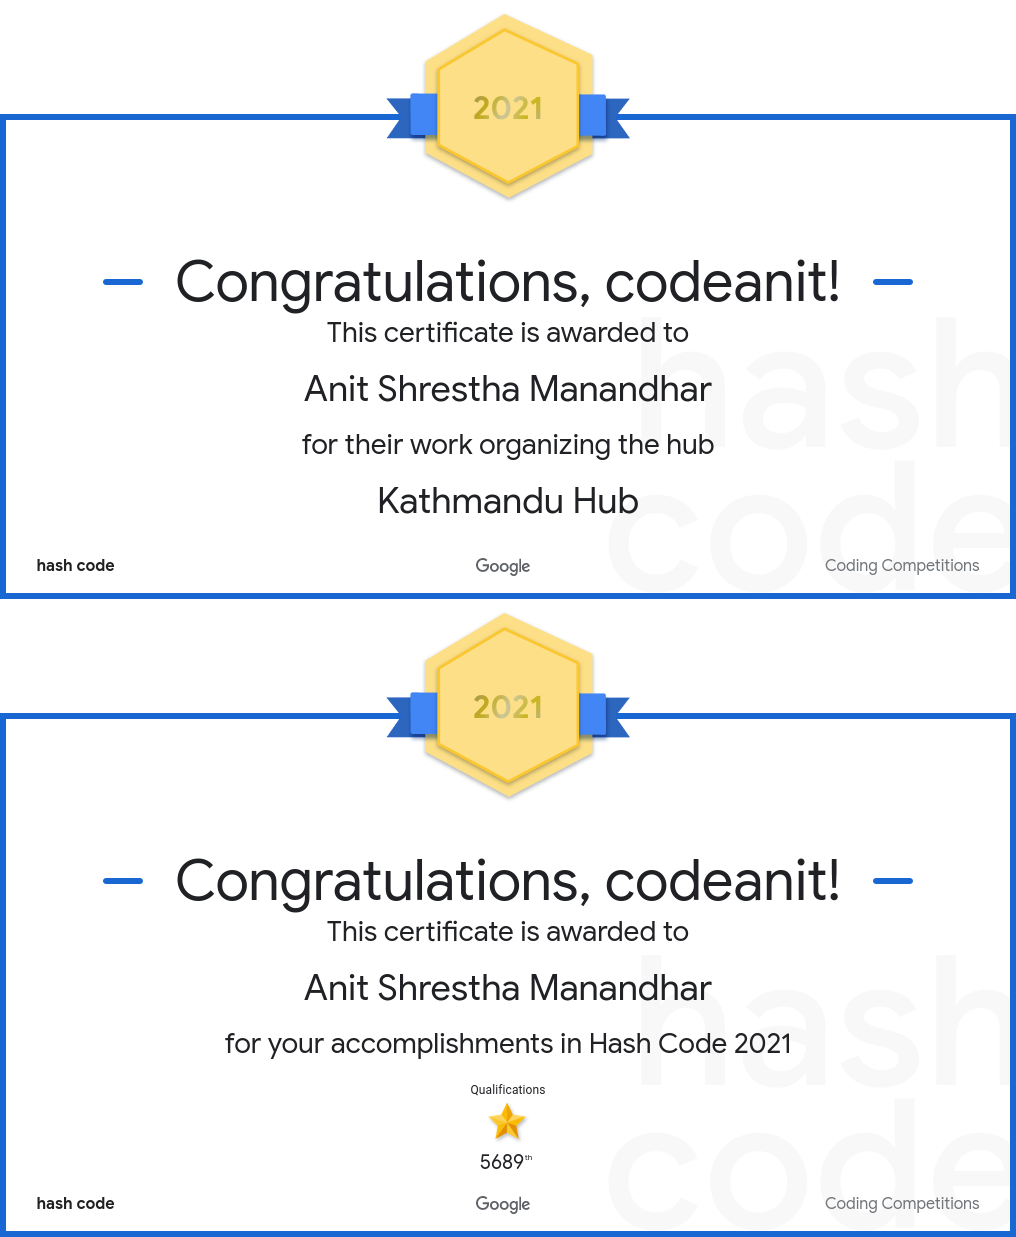 2021
Congratulations, codeanit!
This certificate is awarded to
Anit Shrestha Manandhar
for their work organizing the hub
Kathmandu Hub
hash code
hash code Google Coding Competitions
2021
Congratulations, codeanit!
This certificate is awarded to
Anit Shrestha Manandhar
for your accomplishments in Hash Code 2021
Qualifications
5689th
hash code
hash code Google Coding Competitions